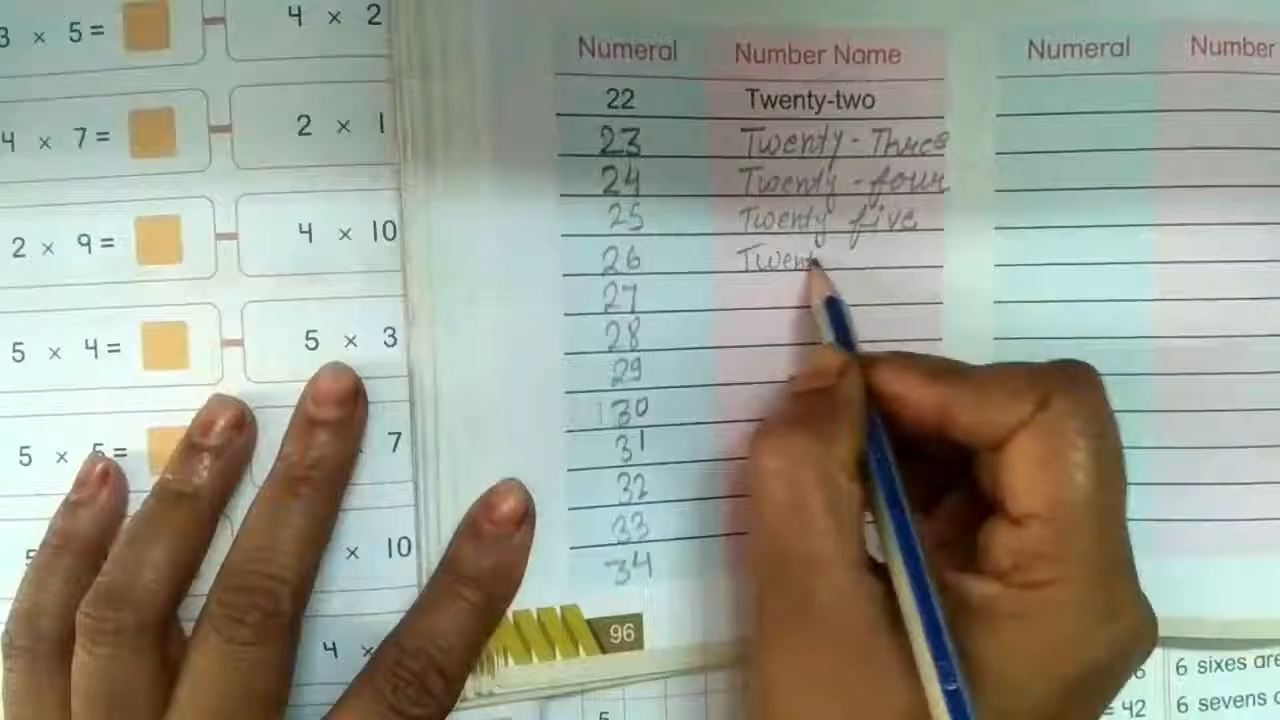 3 × 5 =
4 × 2
4 × 7 =
2 × 1
2 × 9 =
4 × 10
5 × 4 =
5 × 3
5 × 5 =
7
× 10
4 ×
Numeral Number Name
22 Twenty-two
23 Twenty - Three
24 Twenty - four
25 Twenty five
26 Twent
27
28
29
30
31
32
33
34
96
Numeral Number
6 sixes are
= 42 6 sevens